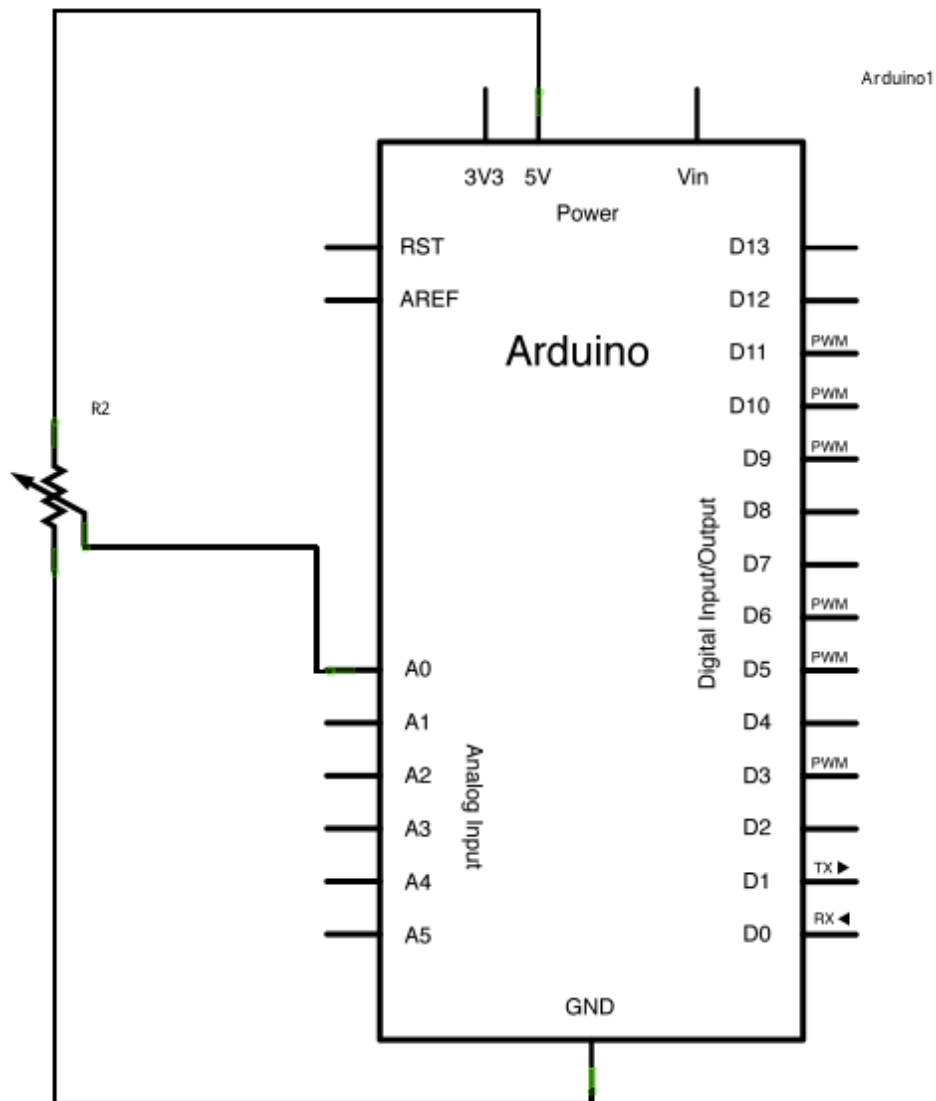 Arduino1
3V3 5V Vin
Power
RST
AREF
Arduino
R2
A0
A1
A2
A3
A4
A5
Analog Input
D13
D12
D11 PWM
D10 PWM
D9 PWM
D8
D7
D6 PWM
D5 PWM
D4
D3 PWM
D2
D1 TX
D0 RX
Digital Input/Output
GND